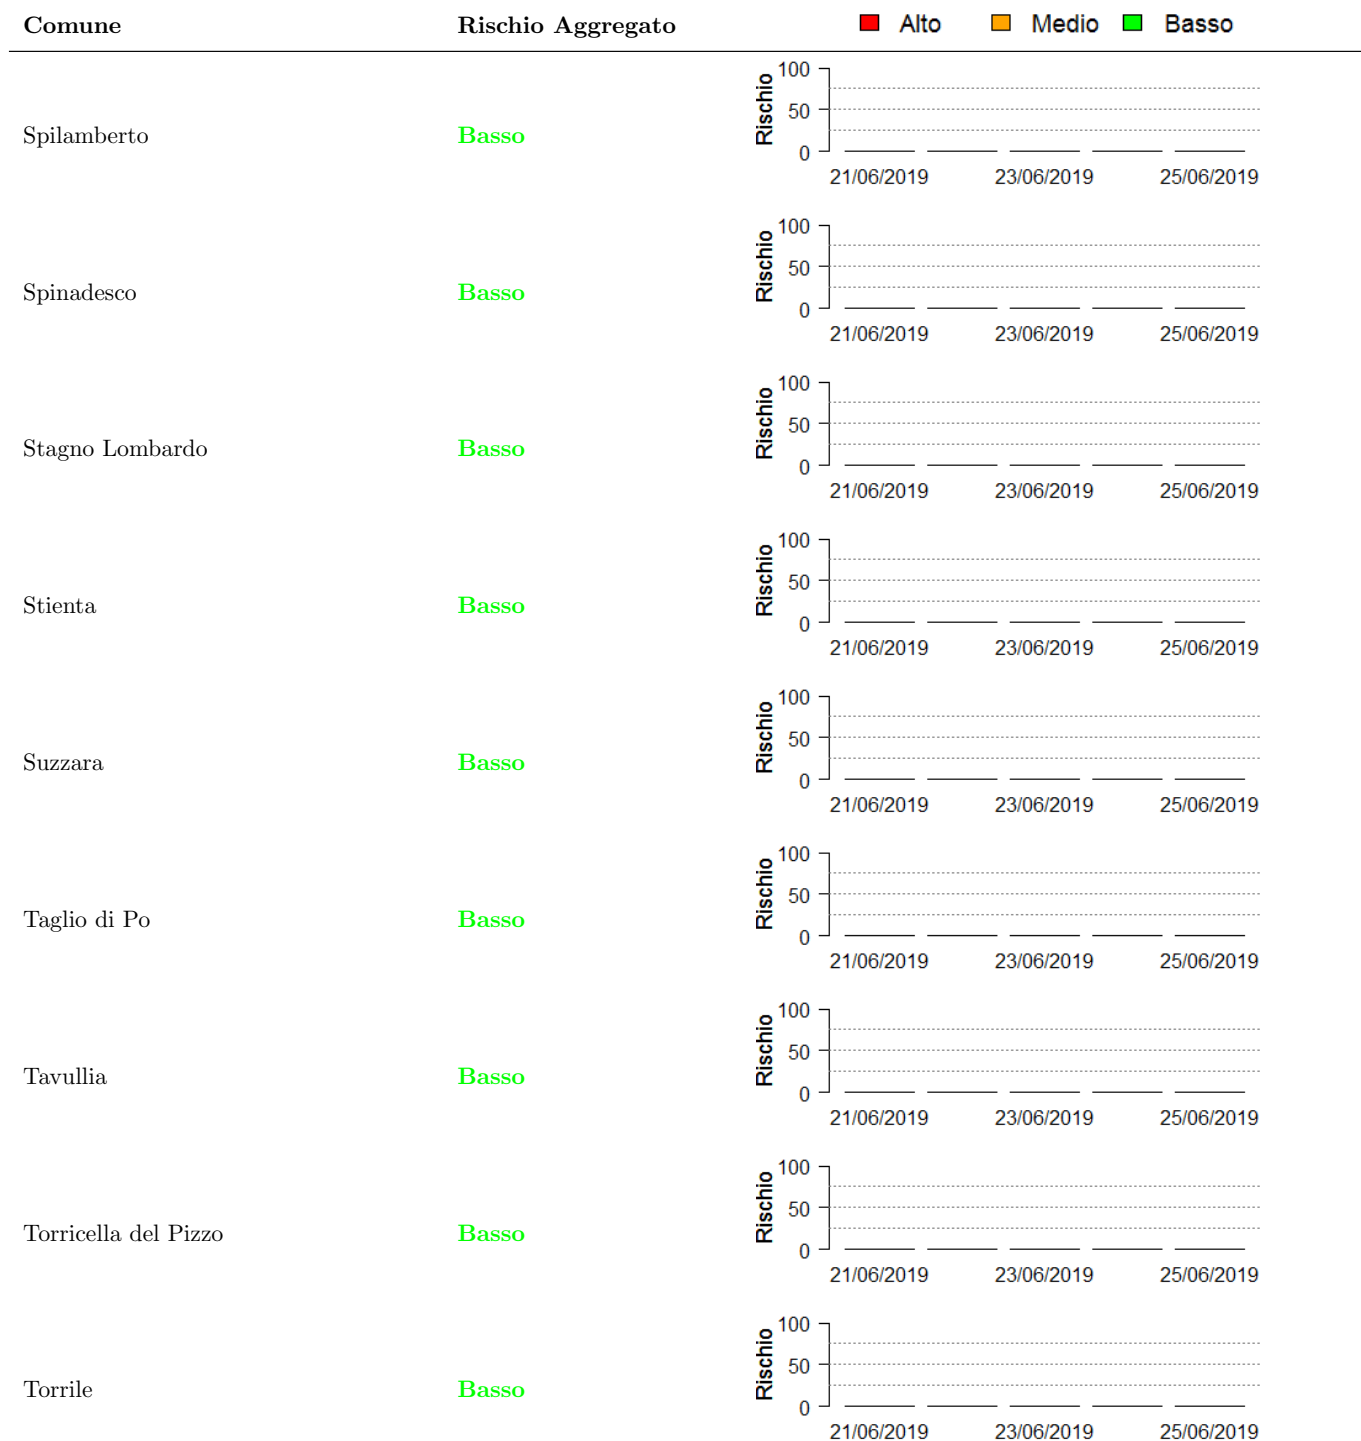 Comune Rischio Aggregato Alto Medio Basso
Spilamberto Basso
Rischio
100
50
0
21/06/2019 23/06/2019 25/06/2019
Spinadesco Basso
Rischio
100
50
0
21/06/2019 23/06/2019 25/06/2019
Stagno Lombardo Basso
Rischio
100
50
0
21/06/2019 23/06/2019 25/06/2019
Stienta Basso
Rischio
100
50
0
21/06/2019 23/06/2019 25/06/2019
Suzzara Basso
Rischio
100
50
0
21/06/2019 23/06/2019 25/06/2019
Taglio di Po Basso
Rischio
100
50
0
21/06/2019 23/06/2019 25/06/2019
Tavullia Basso
Rischio
100
50
0
21/06/2019 23/06/2019 25/06/2019
Torricella del Pizzo Basso
Rischio
100
50
0
21/06/2019 23/06/2019 25/06/2019
Torrile Basso
Rischio
100
50
0
21/06/2019 23/06/2019 25/06/2019